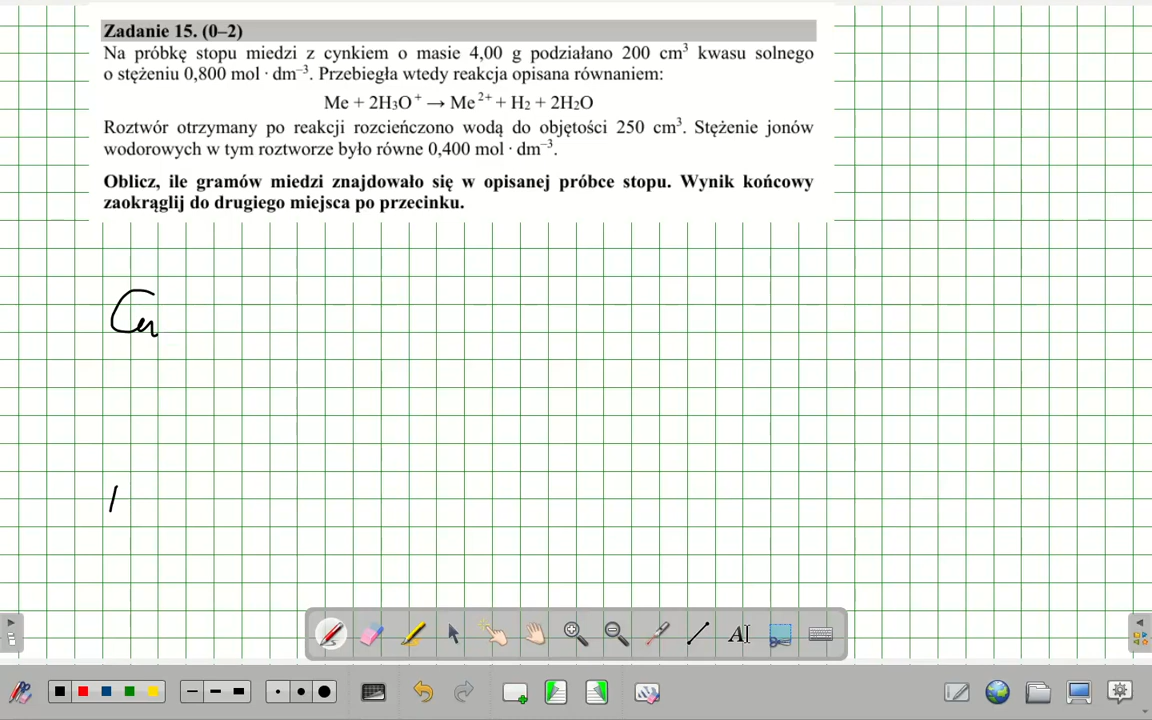 Zadanie 15. (0–2)
Na próbkę stopu miedzi z cynkiem o masie 4,00 g podziałano 200 cm³ kwasu solnego
o stężeniu 0,800 mol · dm⁻³. Przebiegła wtedy reakcja opisana równaniem:
Me + 2H₃O⁺ → Me²⁺ + H₂ + 2H₂O
Roztwór otrzymany po reakcji rozcieńczono wodą do objętości 250 cm³. Stężenie jonów
wodorowych w tym roztworze było równe 0,400 mol · dm⁻³.
Oblicz, ile gramów miedzi znajdowało się w opisanej próbce stopu. Wynik końcowy
zaokrąglij do drugiego miejsca po przecinku.
Cu